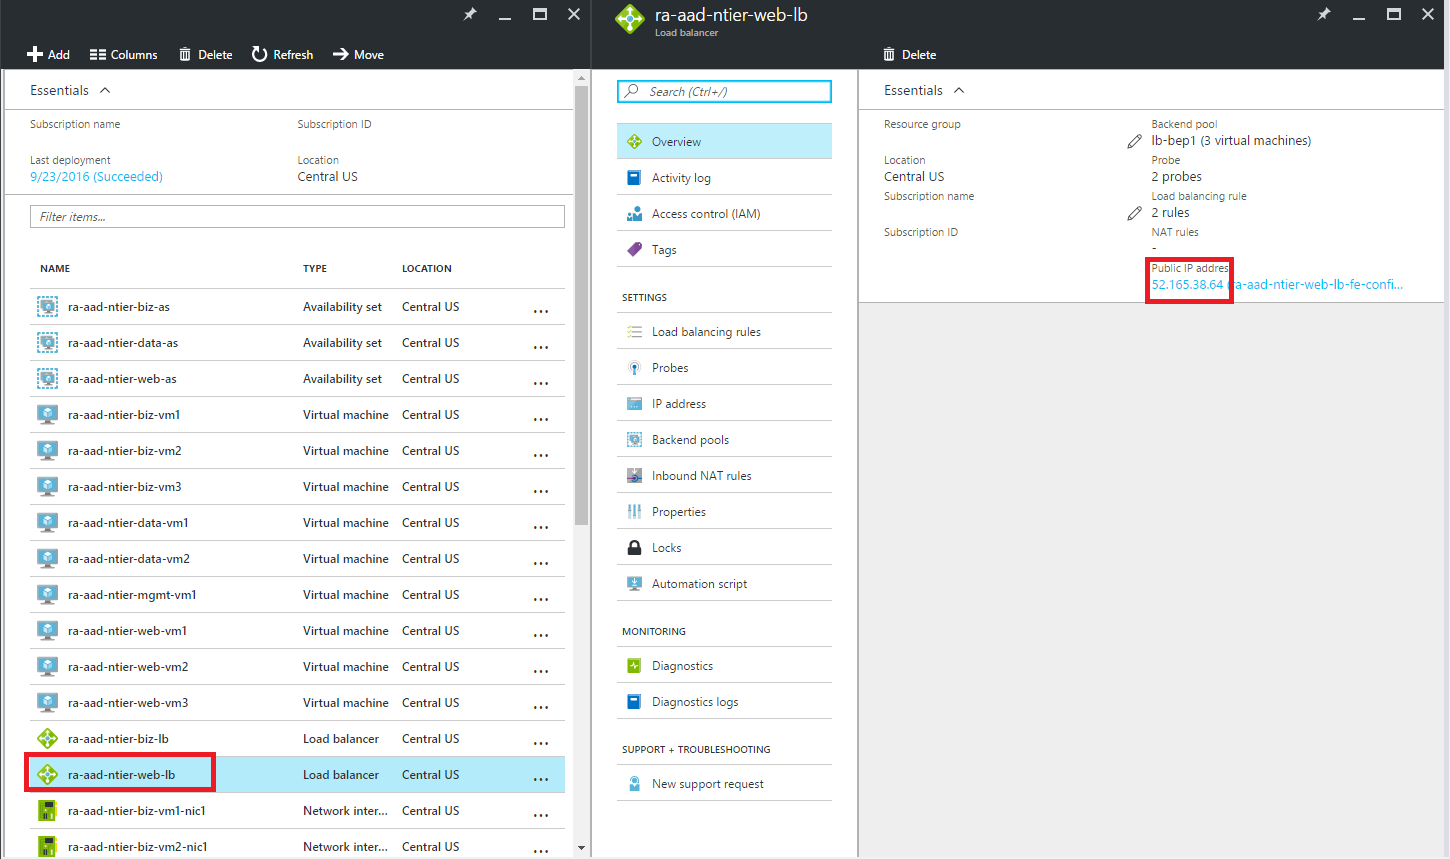 ra-aad-ntier-web-lb
Load balancer
Add
Columns
Delete
Refresh
Move
Delete
Essentials
Subscription name
Subscription ID
Last deployment
Location
9/23/2016 (Succeeded)
Central US
Filter items...
NAME TYPE LOCATION
ra-aad-ntier-biz-as Availability set Central US ...
ra-aad-ntier-data-as Availability set Central US ...
ra-aad-ntier-web-as Availability set Central US ...
ra-aad-ntier-biz-vm1 Virtual machine Central US ...
ra-aad-ntier-biz-vm2 Virtual machine Central US ...
ra-aad-ntier-biz-vm3 Virtual machine Central US ...
ra-aad-ntier-data-vm1 Virtual machine Central US ...
ra-aad-ntier-data-vm2 Virtual machine Central US ...
ra-aad-ntier-mgmt-vm1 Virtual machine Central US ...
ra-aad-ntier-web-vm1 Virtual machine Central US ...
ra-aad-ntier-web-vm2 Virtual machine Central US ...
ra-aad-ntier-web-vm3 Virtual machine Central US ...
ra-aad-ntier-biz-lb Load balancer Central US ...
ra-aad-ntier-web-lb Load balancer Central US ...
ra-aad-ntier-biz-vm1-nic1 Network inter... Central US ...
ra-aad-ntier-biz-vm2-nic1 Network inter... Central US ...
Search (Ctrl+/)
Overview
Activity log
Access control (IAM)
Tags
SETTINGS
Load balancing rules
Probes
IP address
Backend pools
Inbound NAT rules
Properties
Locks
Automation script
MONITORING
Diagnostics
Diagnostics logs
SUPPORT + TROUBLESHOOTING
New support request
Essentials
Resource group
Location
Central US
Subscription name
Subscription ID
Backend pool
lb-bep1 (3 virtual machines)
Probe
2 probes
Load balancing rule
2 rules
NAT rules
-
Public IP addres
52.165.38.64 (ra-aad-ntier-web-lb-fe-confi...